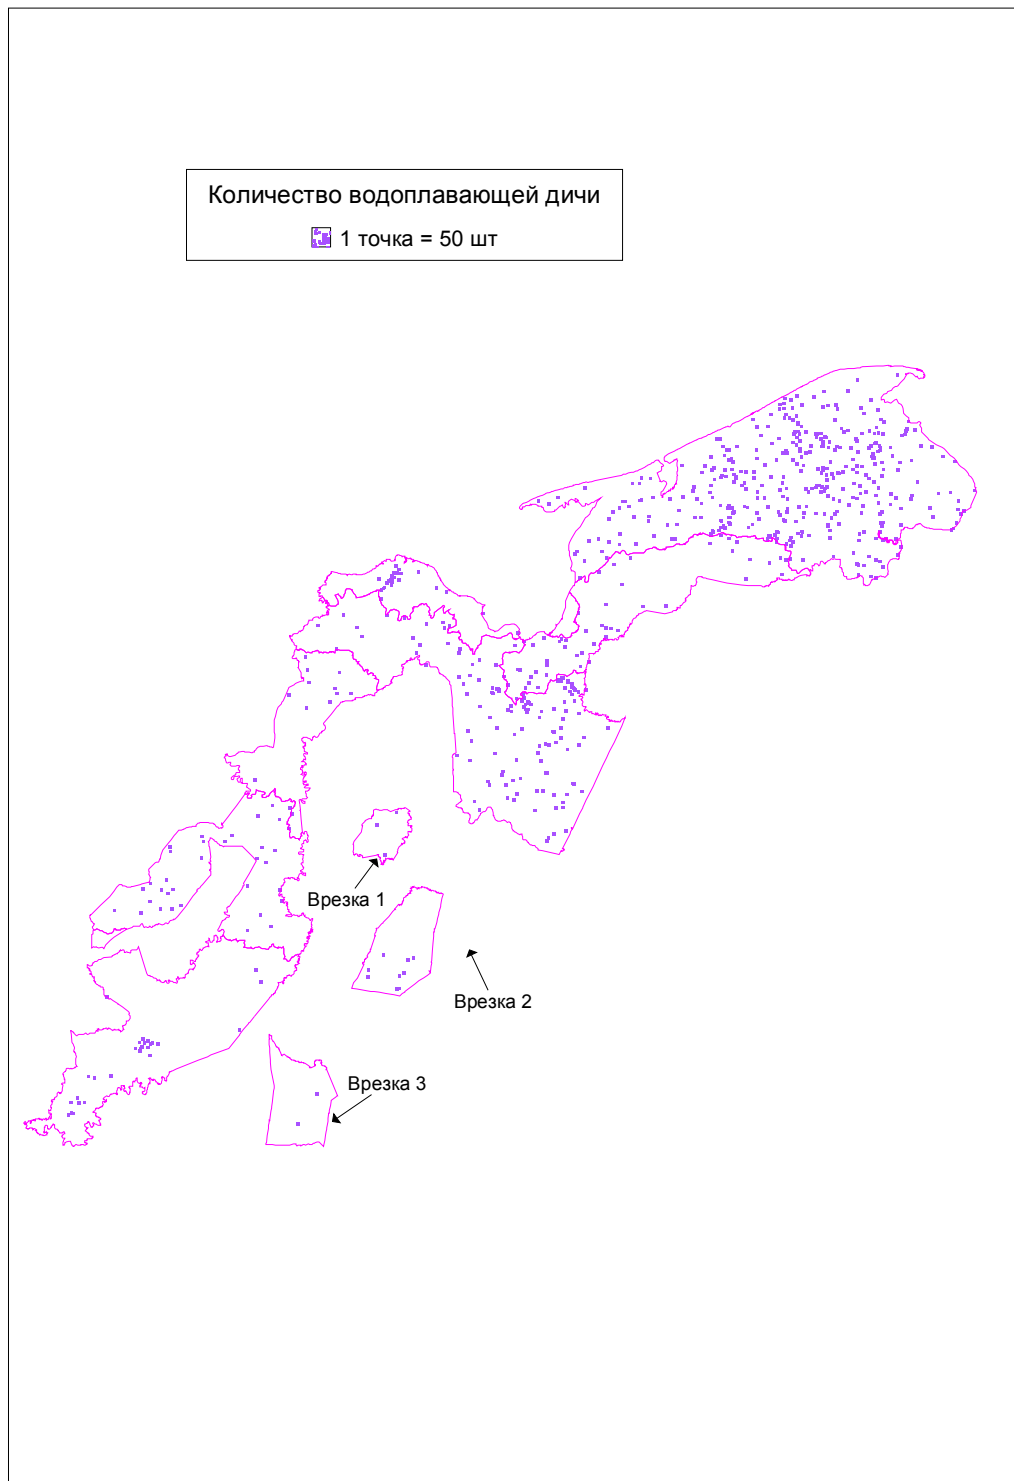 Количество водоплавающей дичи
1 точка = 50 шт
Врезка 1
Врезка 2
Врезка 3